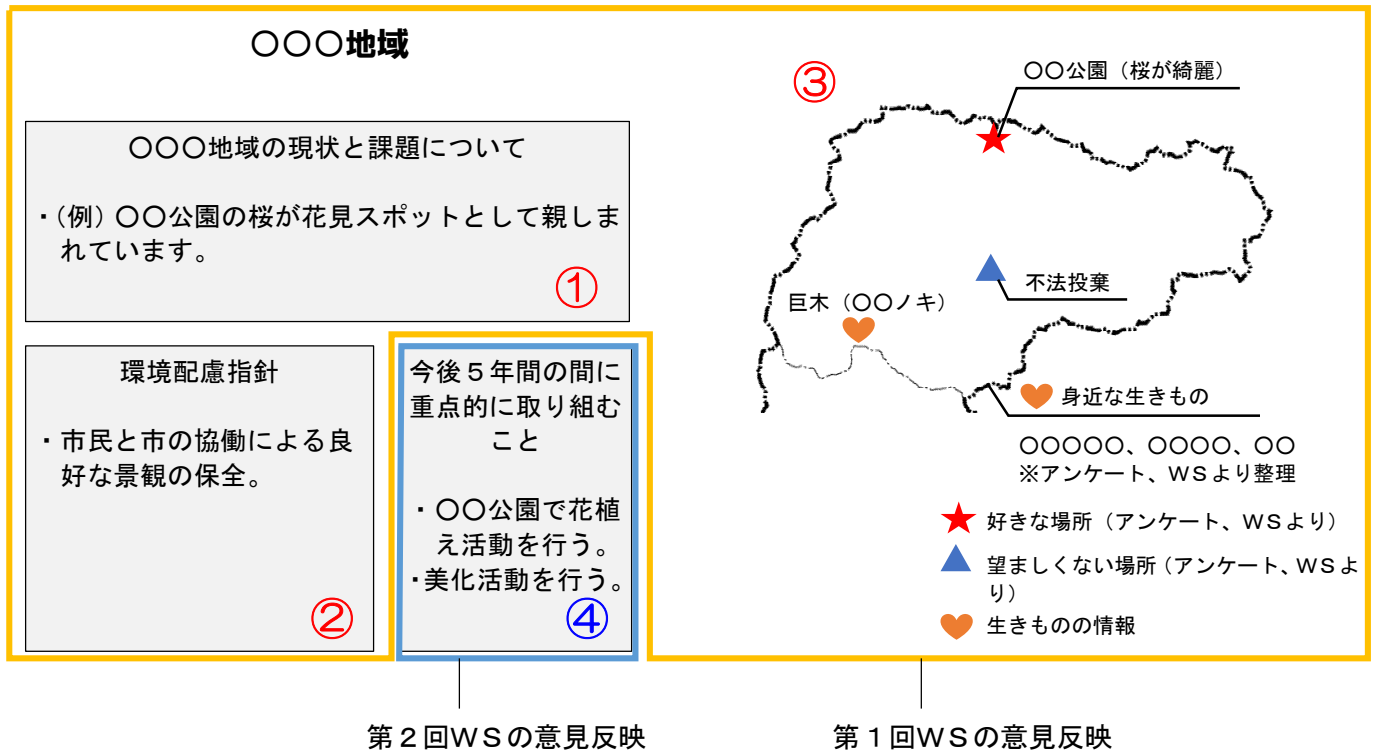 〇〇〇地域
〇〇〇地域の現状と課題について
・（例）〇〇公園の桜が花見スポットとして親しま
れています。
①
環境配慮指針
・市民と市の協働による良
好な景観の保全。
②
今後５年間の間に
重点的に取り組む
こと
・〇〇公園で花植
え活動を行う。
・美化活動を行う。
④
③
〇〇公園（桜が綺麗）
不法投棄
巨木（〇〇ノキ）
身近な生きもの
〇〇〇〇〇、〇〇〇〇、〇〇
※アンケート、ＷＳより整理
好きな場所（アンケート、ＷＳより）
望ましくない場所（アンケート、ＷＳよ
り）
生きものの情報
第２回ＷＳの意見反映
第１回ＷＳの意見反映